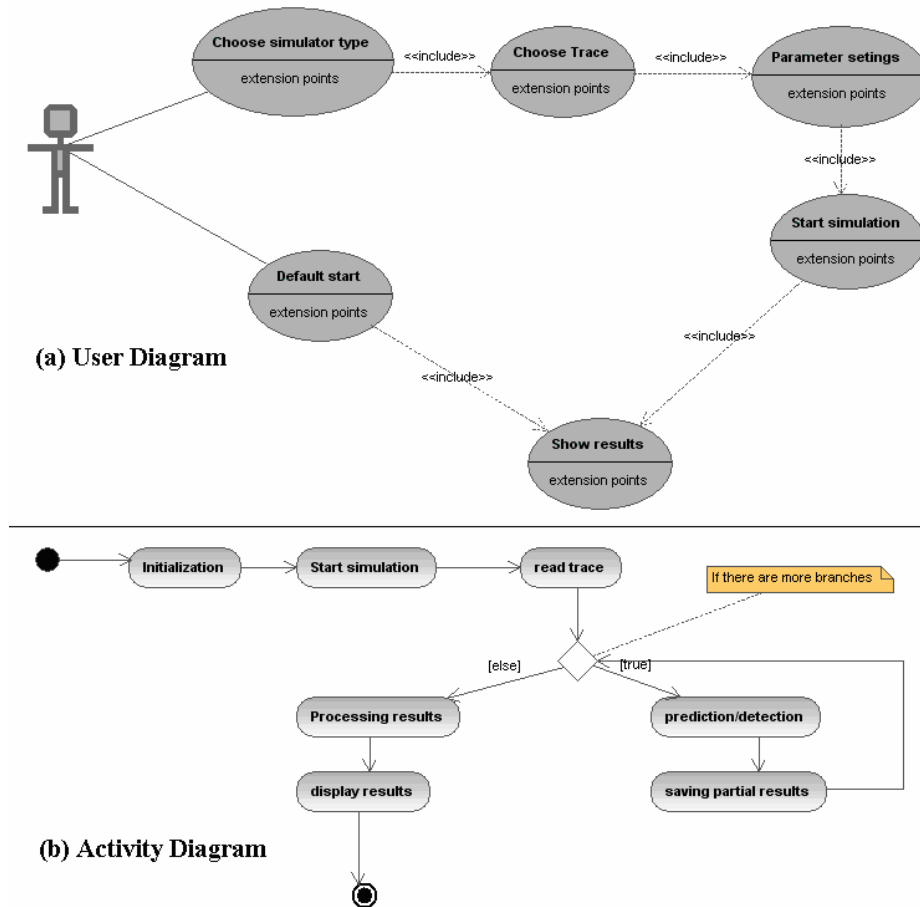 Choose simulator type
extension points
<<include>>
Choose Trace
extension points
<<include>>
Parameter setings
extension points
<<include>>
Start simulation
extension points
Default start
extension points
<<include>>
<<include>>
(a) User Diagram
Show results
extension points
Initialization
Start simulation
read trace
If there are more branches
[else]
[true]
Processing results
prediction/detection
display results
saving partial results
(b) Activity Diagram